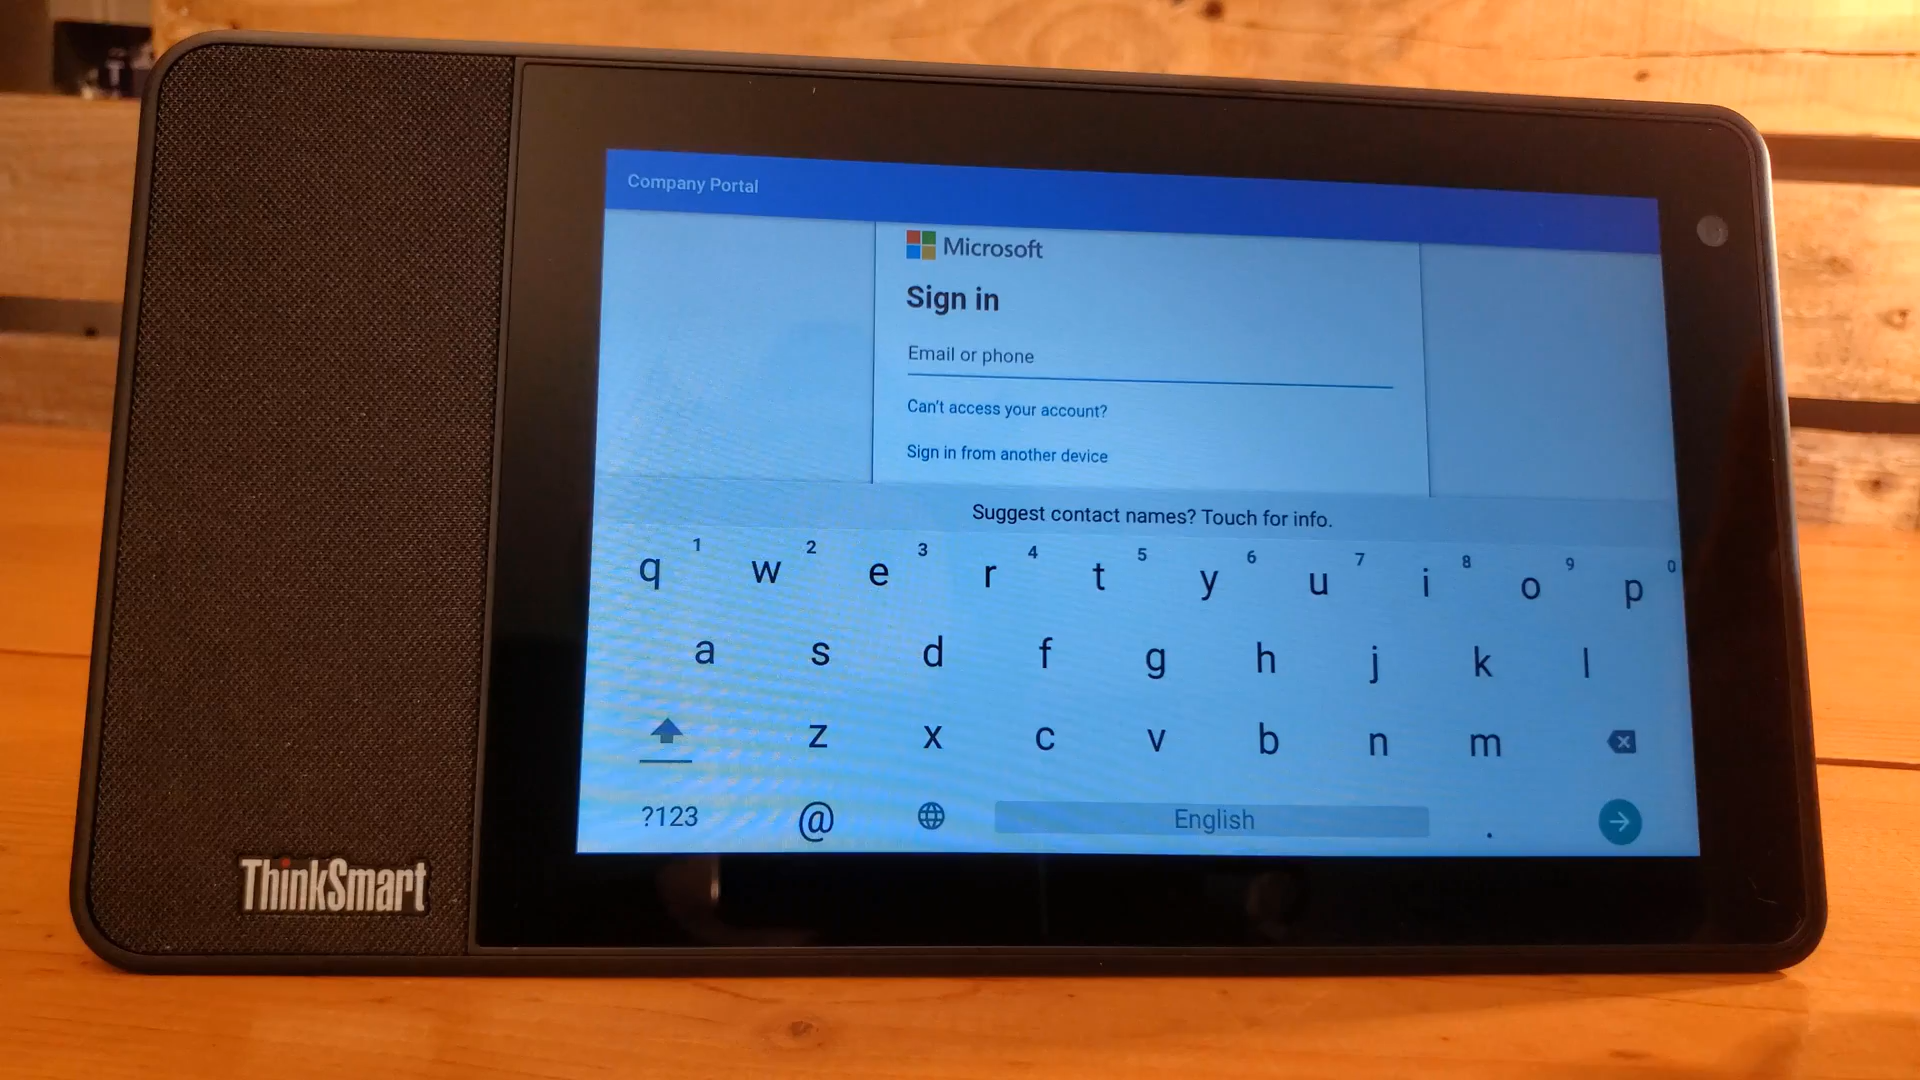 Company Portal
Microsoft
Sign in
Email or phone
Can't access your account?
Sign in from another device
Suggest contact names? Touch for info.
1 2 3 4 5 6 7 8 9 0
q w e r t y u i o p
a s d f g h j k l
z x c v b n m
?123 @ English .
ThinkSmart